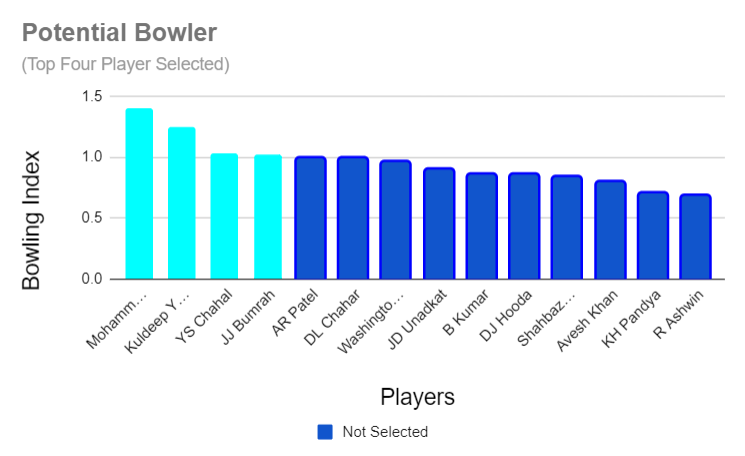 Potential Bowler
(Top Four Player Selected)
1.5
1.0
0.5
0.0
Bowling Index
Mohamm…
Kuldeep Y…
YS Chahal
JJ Bumrah
AR Patel
DL Chahar
Washingto…
JD Unadkat
B Kumar
DJ Hooda
Shahbaz…
Avesh Khan
KH Pandya
R Ashwin
Players
Not Selected